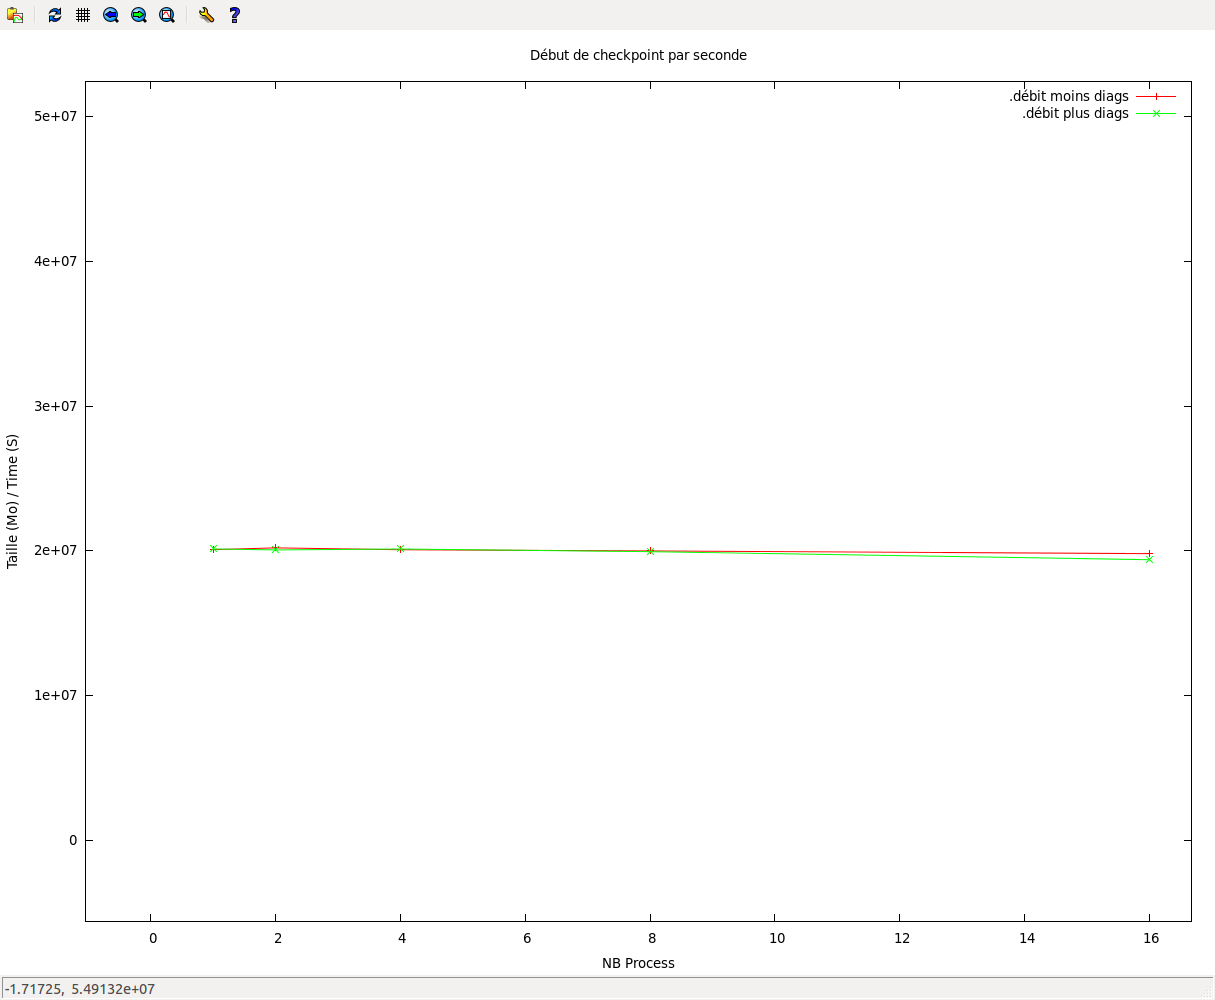 Début de checkpoint par seconde
.débit moins diags
.débit plus diags
5e+07
4e+07
3e+07
2e+07
1e+07
0
Taille (Mo) / Time (S)
0 2 4 6 8 10 12 14 16
NB Process
-1.71725, 5.49132e+07